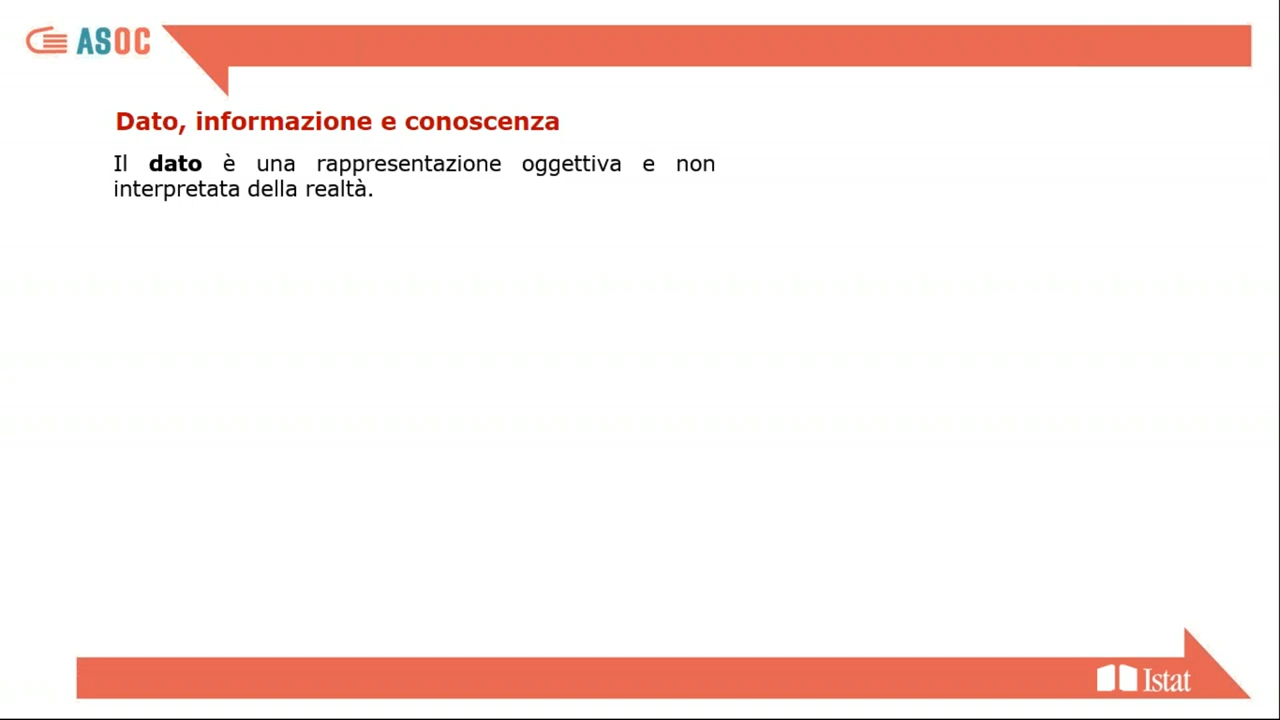 ASOC
Dato, informazione e conoscenza
Il dato è una rappresentazione oggettiva e non
interpretata della realtà.
Istat